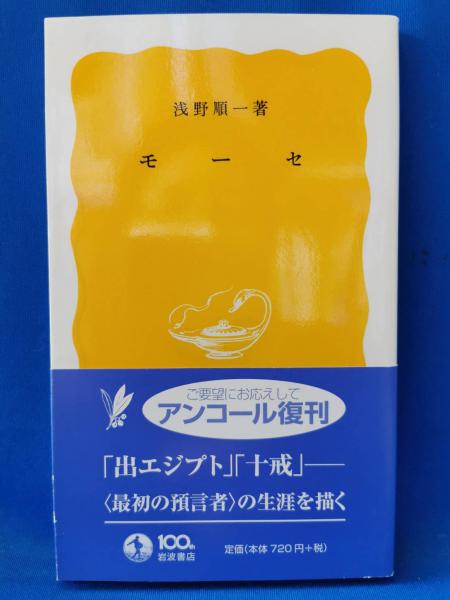 浅野順一著
モーセ
ご要望にお応えして
アンコール復刊
「出エジプト」「十戒」──
〈最初の預言者〉の生涯を描く
100th
岩波書店
定価(本体720円+税)